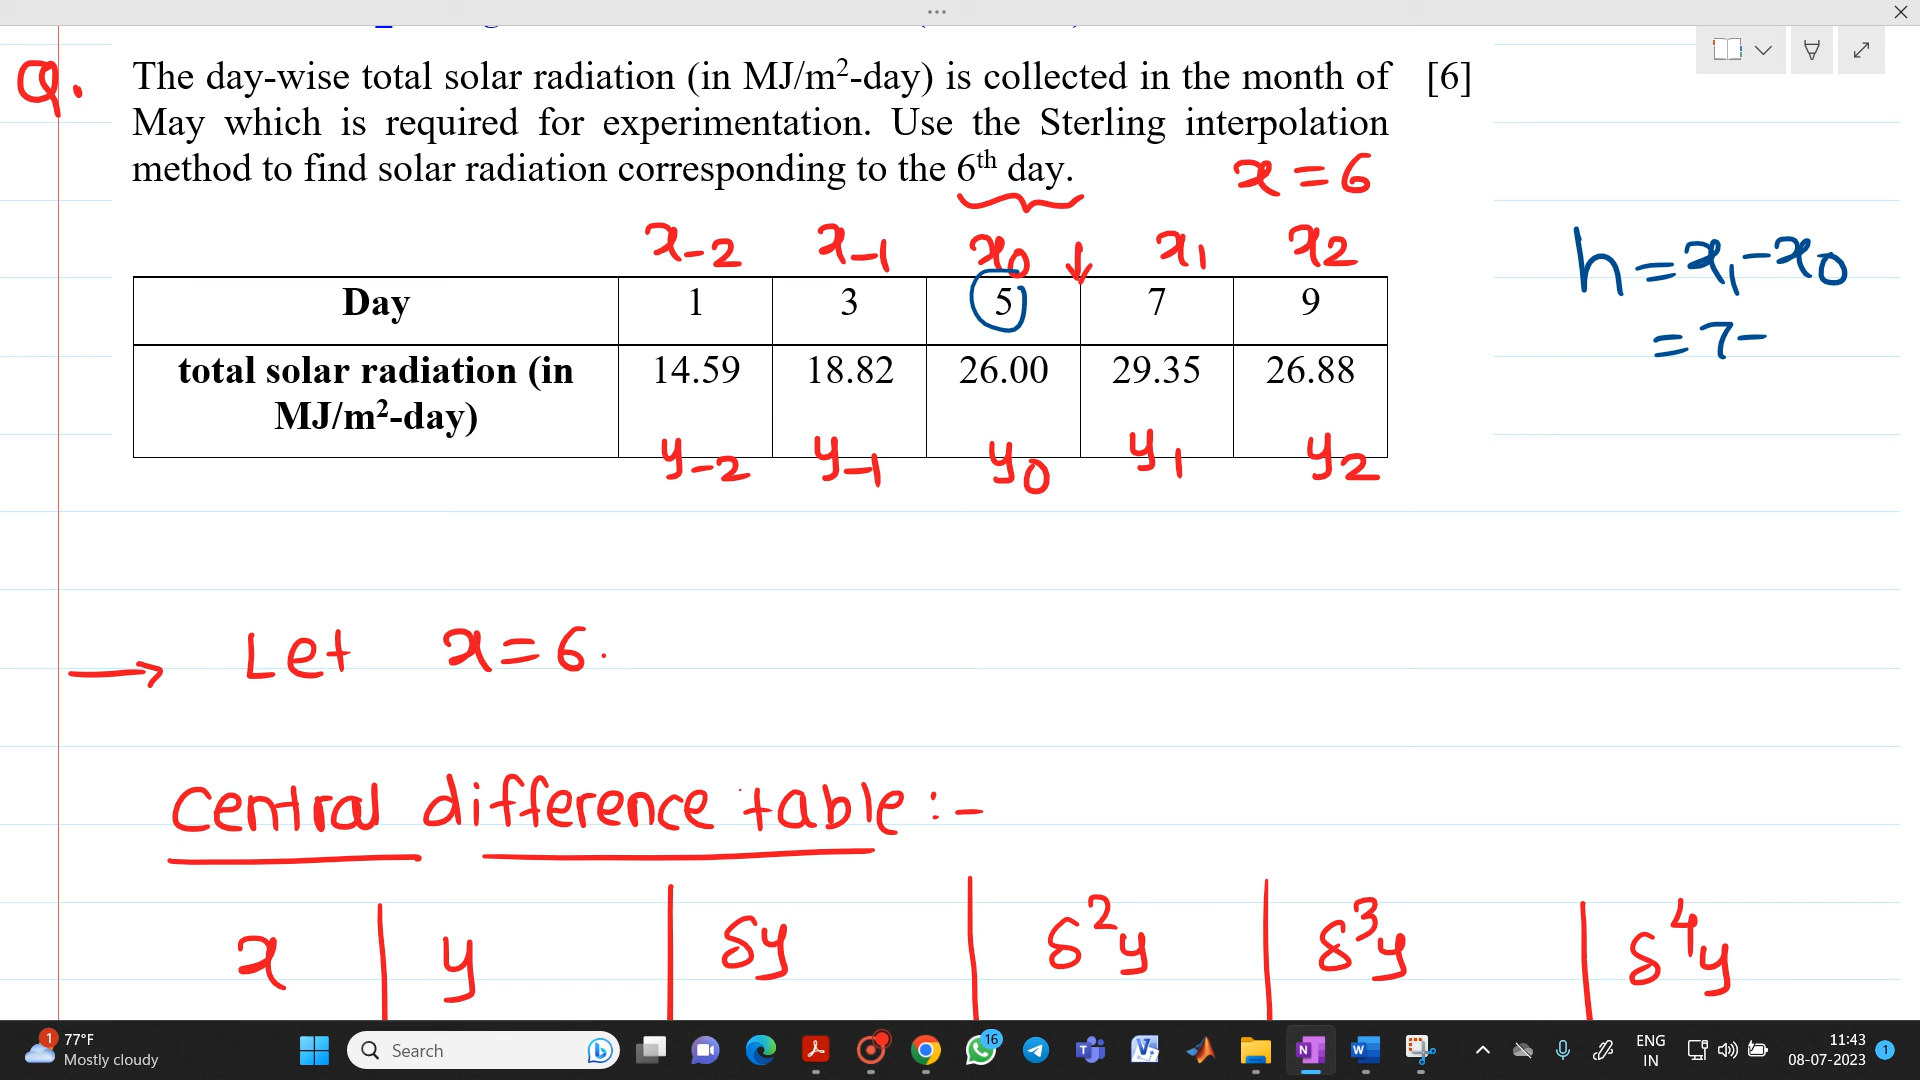 Q. The day-wise total solar radiation (in MJ/m²-day) is collected in the month of [6]
May which is required for experimentation. Use the Sterling interpolation
method to find solar radiation corresponding to the 6th day.
x = 6
x-2 x-1 x0 x1 x2
h = x1 - x0
= 7-
Day 1 3 5 7 9
total solar radiation (in MJ/m²-day) 14.59 18.82 26.00 29.35 26.88
y-2 y-1 y0 y1 y2
Let x = 6.
Central difference table :-
x y δy δ²y δ³y δ⁴y
1 77°F
Mostly cloudy
Search
16
ENG
IN
11:43
08-07-2023
1